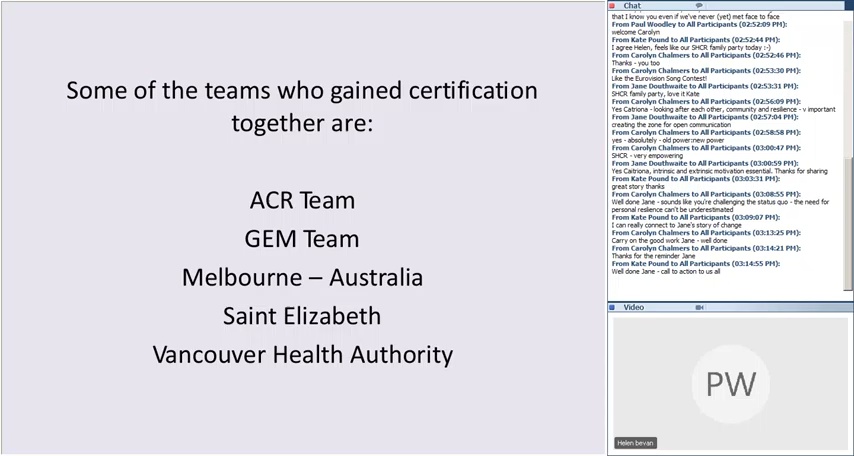 Some of the teams who gained certification
together are:
ACR Team
GEM Team
Melbourne – Australia
Saint Elizabeth
Vancouver Health Authority
Chat
that I know you even if we've never (yet) met face to face
From Paul Woodley to All Participants (02:52:09 PM):
welcome Carolyn
From Kate Pound to All Participants (02:52:44 PM):
I agree Helen, feels like our SHCR family party today :-)
From Carolyn Chalmers to All Participants (02:52:46 PM):
Thanks - you too
From Carolyn Chalmers to All Participants (02:53:30 PM):
Like the Eurovision Song Contest!
From Jane Douthwaite to All Participants (02:53:31 PM):
SHCR family party, love it Kate
From Carolyn Chalmers to All Participants (02:56:09 PM):
Yes Catriona - looking after each other, community and resilience - v important
From Jane Douthwaite to All Participants (02:57:04 PM):
creating the zone for open communication
From Carolyn Chalmers to All Participants (02:58:58 PM):
yes - absolutely - old power:new power
From Carolyn Chalmers to All Participants (03:00:47 PM):
SHCR - very empowering
From Jane Douthwaite to All Participants (03:00:59 PM):
Yes Caitriona, intrinsic and extrinsic motivation essential. Thanks for sharing
From Kate Pound to All Participants (03:03:31 PM):
great story thanks
From Carolyn Chalmers to All Participants (03:08:55 PM):
Well done Jane - sounds like you're challenging the status quo - the need for
personal reslience can't be underestimated
From Kate Pound to All Participants (03:09:07 PM):
I can really connect to Jane's story of change
From Carolyn Chalmers to All Participants (03:13:25 PM):
Carry on the good work Jane - well done
From Carolyn Chalmers to All Participants (03:14:21 PM):
Thanks for the reminder Jane
From Kate Pound to All Participants (03:14:55 PM):
Well done Jane - call to action to us all
Video
PW
Helen bevan